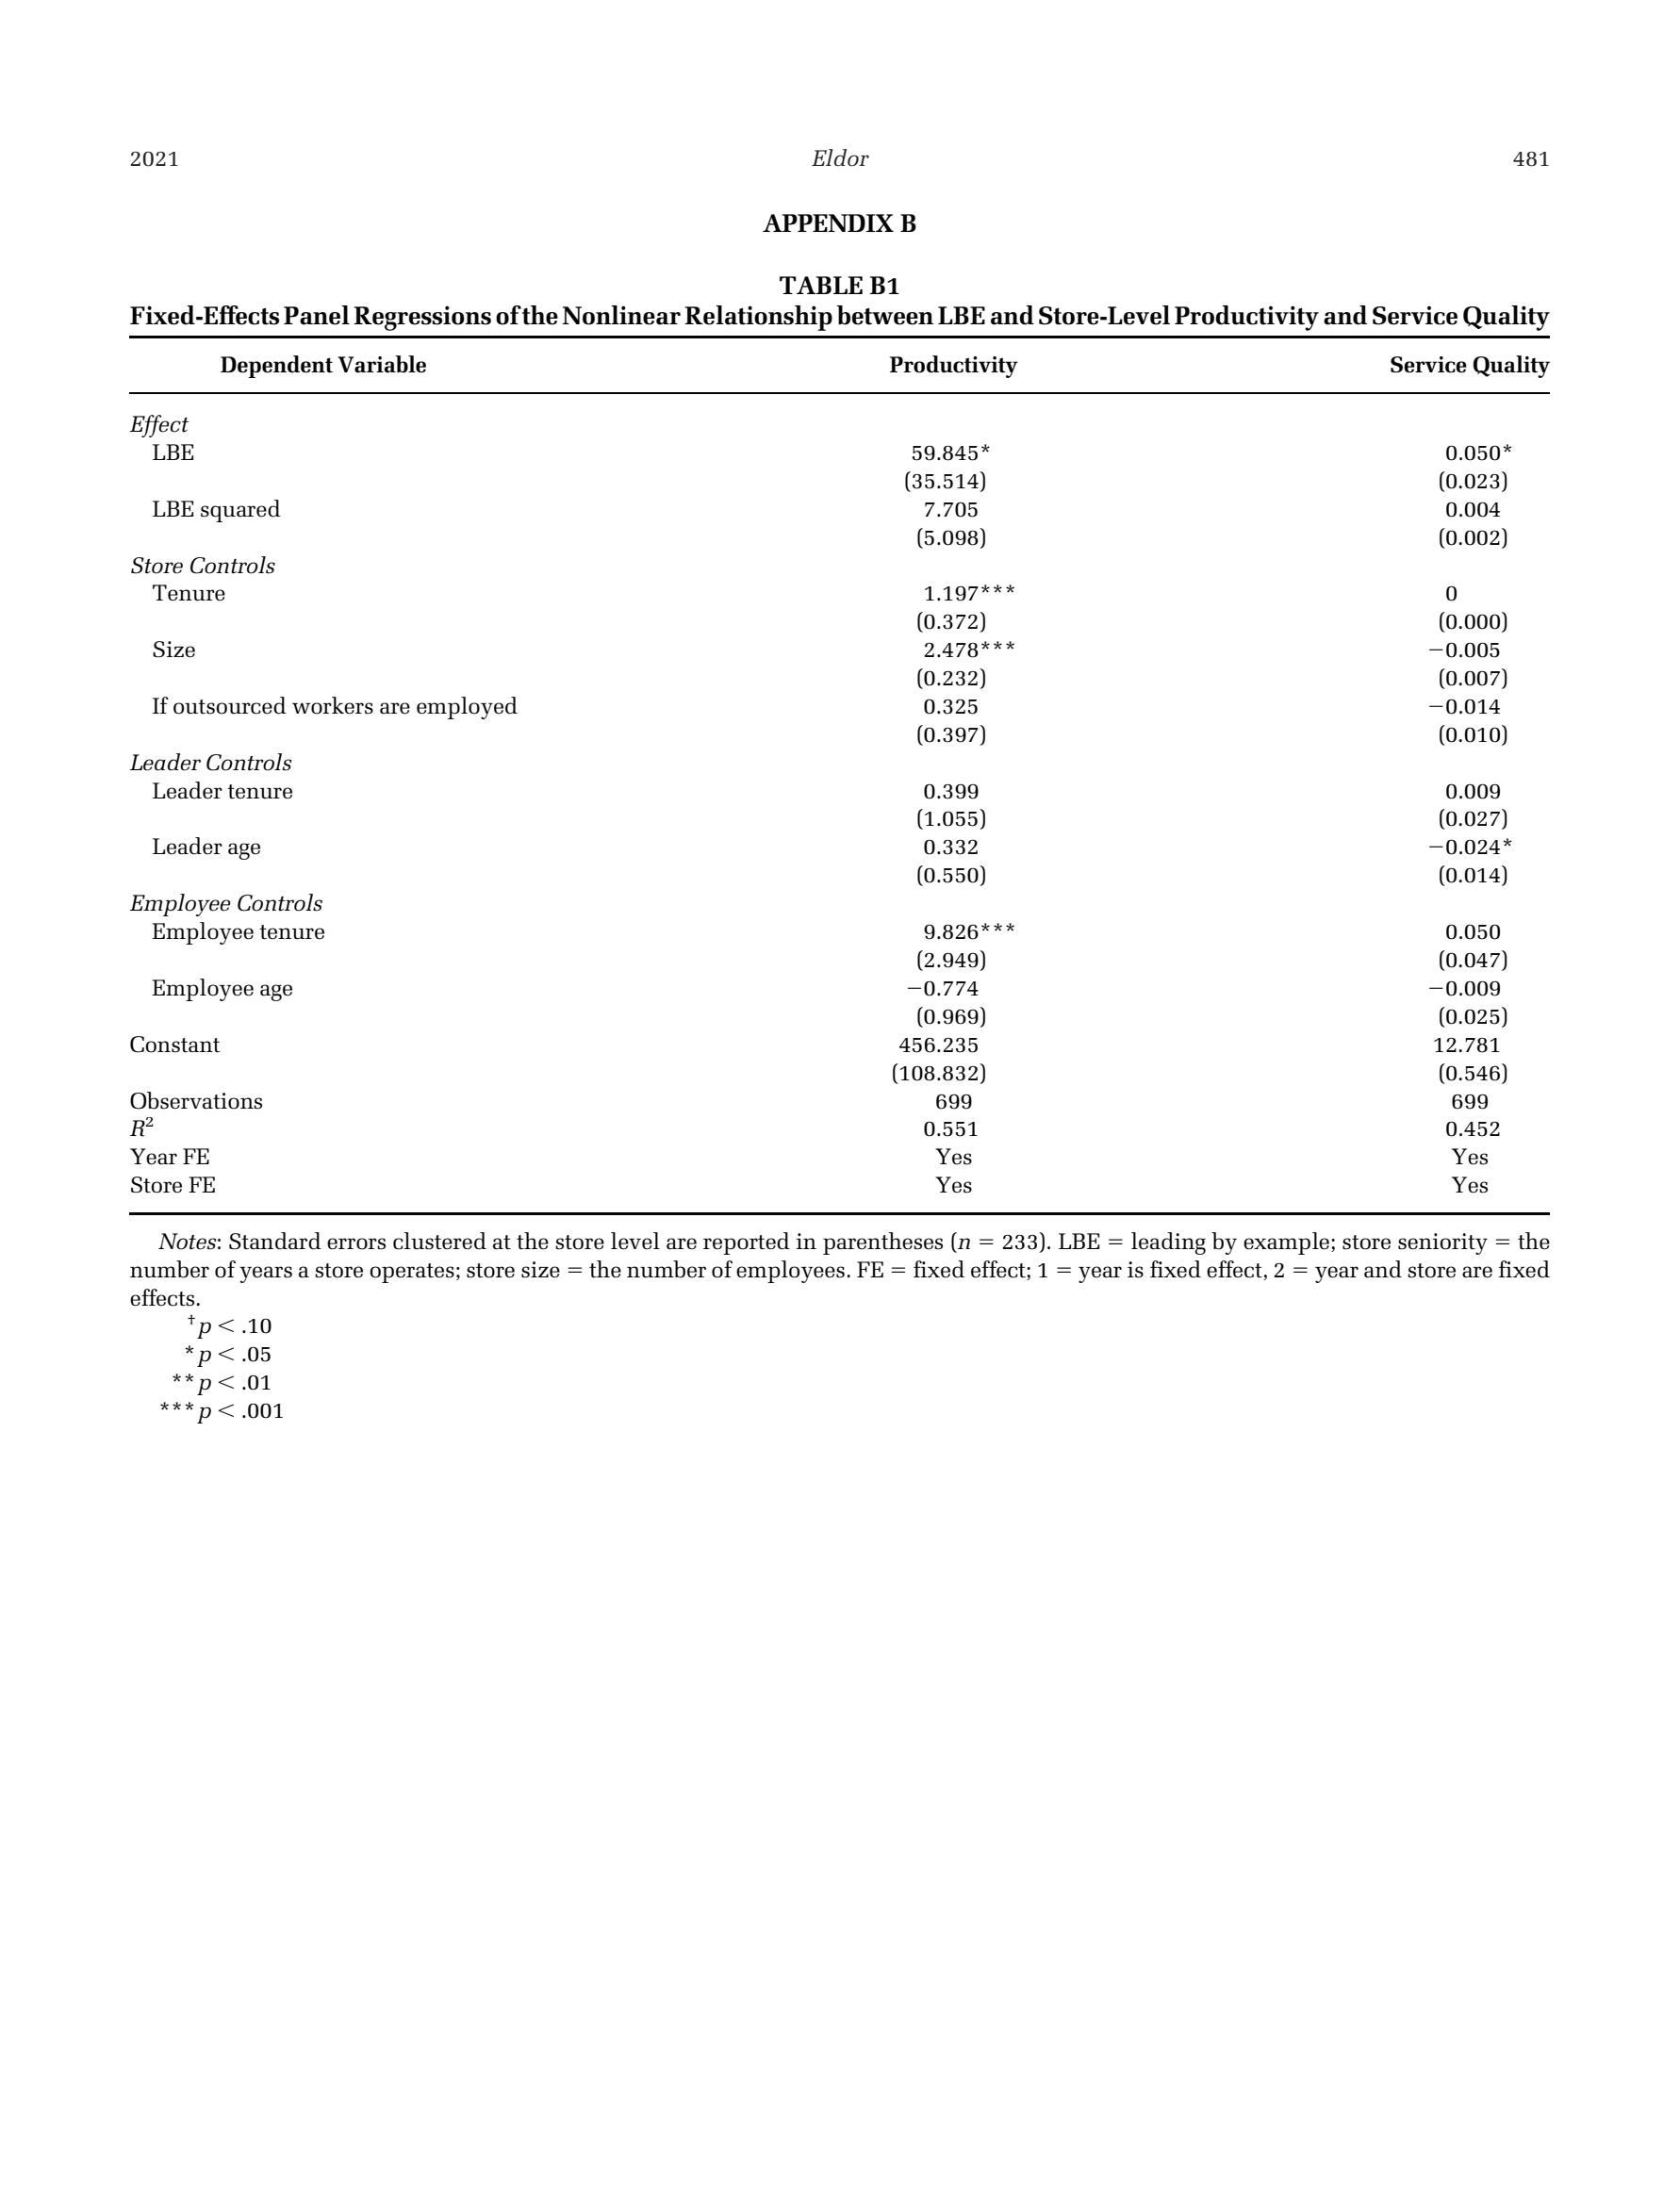 2021 Eldor 481
APPENDIX B
TABLE B1
Fixed-Effects Panel Regressions of the Nonlinear Relationship between LBE and Store-Level Productivity and Service Quality
Dependent Variable Productivity Service Quality
Effect
LBE 59.845* 0.050*
(35.514) (0.023)
LBE squared 7.705 0.004
(5.098) (0.002)
Store Controls
Tenure 1.197*** 0
(0.372) (0.000)
Size 2.478*** −0.005
(0.232) (0.007)
If outsourced workers are employed 0.325 −0.014
(0.397) (0.010)
Leader Controls
Leader tenure 0.399 0.009
(1.055) (0.027)
Leader age 0.332 −0.024*
(0.550) (0.014)
Employee Controls
Employee tenure 9.826*** 0.050
(2.949) (0.047)
Employee age −0.774 −0.009
(0.969) (0.025)
Constant 456.235 12.781
(108.832) (0.546)
Observations 699 699
R² 0.551 0.452
Year FE Yes Yes
Store FE Yes Yes
Notes: Standard errors clustered at the store level are reported in parentheses (n = 233). LBE = leading by example; store seniority = the
number of years a store operates; store size = the number of employees. FE = fixed effect; 1 = year is fixed effect, 2 = year and store are fixed
effects.
† p < .10
* p < .05
** p < .01
*** p < .001